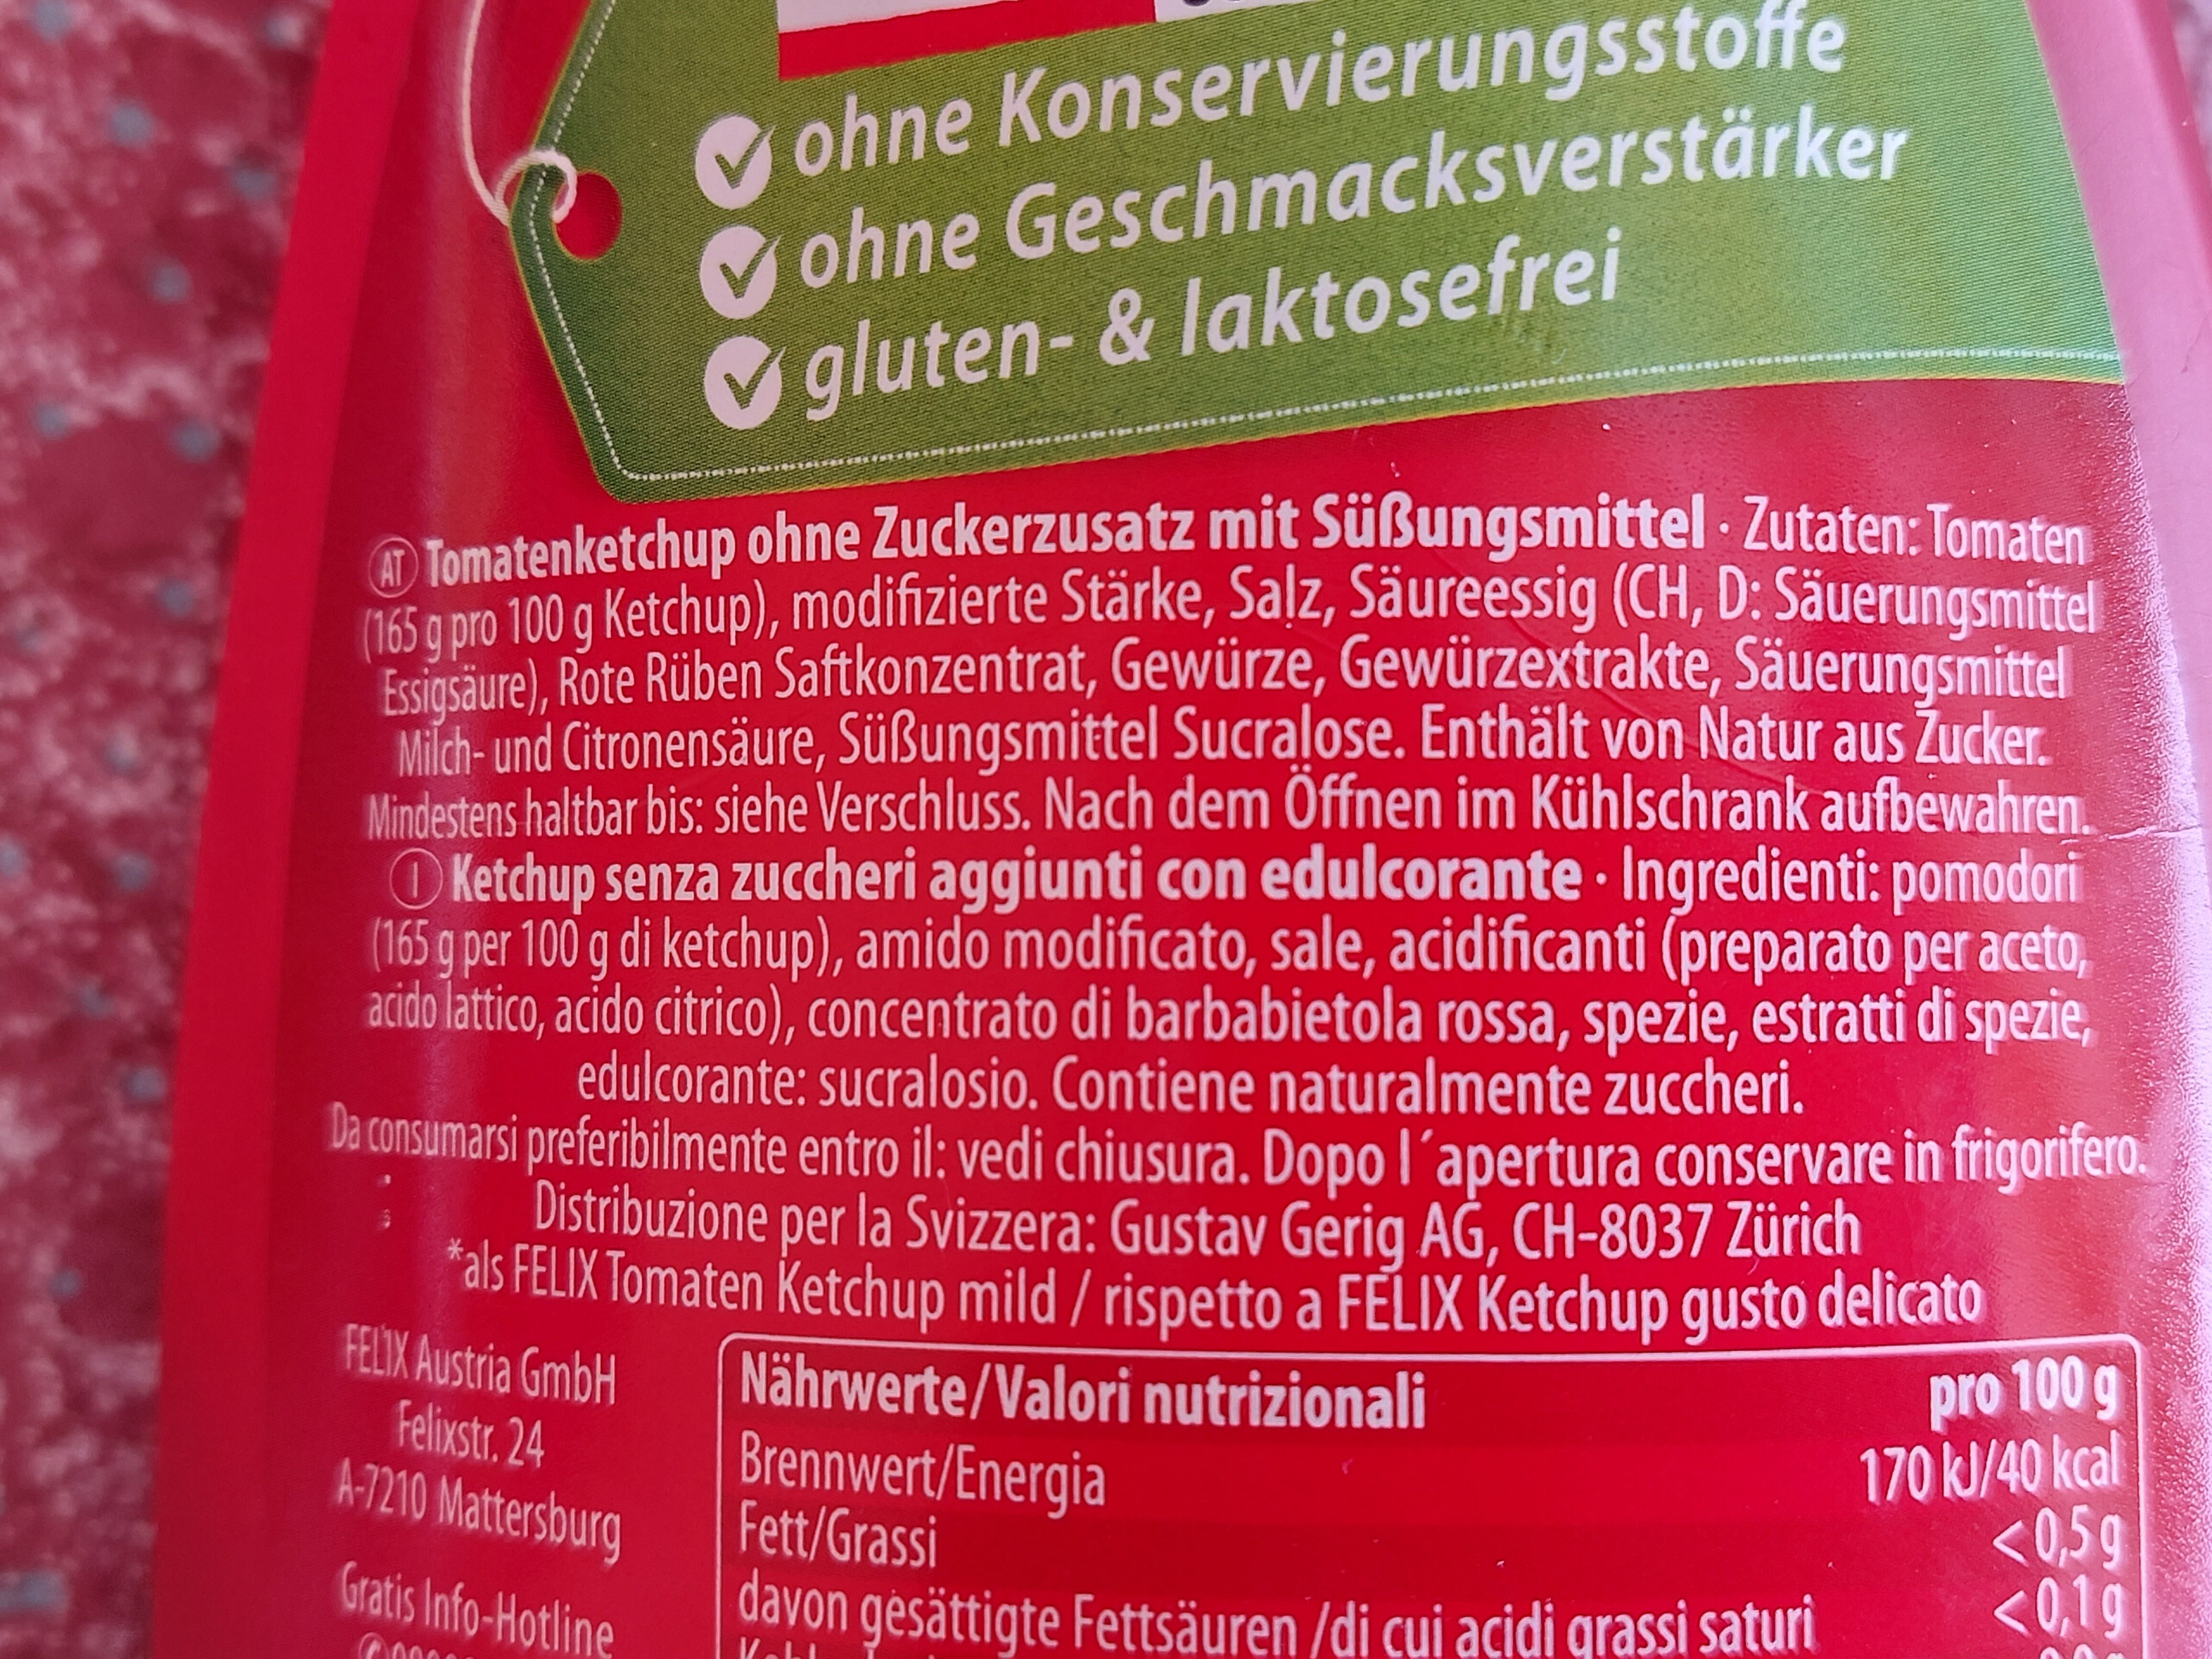 ohne Konservierungsstoffe
ohne Geschmacksverstärker
gluten- & laktosefrei
AT Tomatenketchup ohne Zuckerzusatz mit Süßungsmittel · Zutaten: Tomaten
(165 g pro 100 g Ketchup), modifizierte Stärke, Salz, Säureessig (CH, D: Säuerungsmittel
Essigsäure), Rote Rüben Saftkonzentrat, Gewürze, Gewürzextrakte, Säuerungsmittel
Milch- und Citronensäure, Süßungsmittel Sucralose. Enthält von Natur aus Zucker.
Mindestens haltbar bis: siehe Verschluss. Nach dem Öffnen im Kühlschrank aufbewahren.
I Ketchup senza zuccheri aggiunti con edulcorante · Ingredienti: pomodori
(165 g per 100 g di ketchup), amido modificato, sale, acidificanti (preparato per aceto,
acido lattico, acido citrico), concentrato di barbabietola rossa, spezie, estratti di spezie,
edulcorante: sucralosio. Contiene naturalmente zuccheri.
Da consumarsi preferibilmente entro il: vedi chiusura. Dopo l´apertura conservare in frigorifero.
Distribuzione per la Svizzera: Gustav Gerig AG, CH-8037 Zürich
*als FELIX Tomaten Ketchup mild / rispetto a FELIX Ketchup gusto delicato
FELIX Austria GmbH
Felixstr. 24
A-7210 Mattersburg
Gratis Info-Hotline
Nährwerte/Valori nutrizionali pro 100 g
Brennwert/Energia 170 kJ/40 kcal
Fett/Grassi < 0,5 g
davon gesättigte Fettsäuren /di cui acidi grassi saturi < 0,1 g